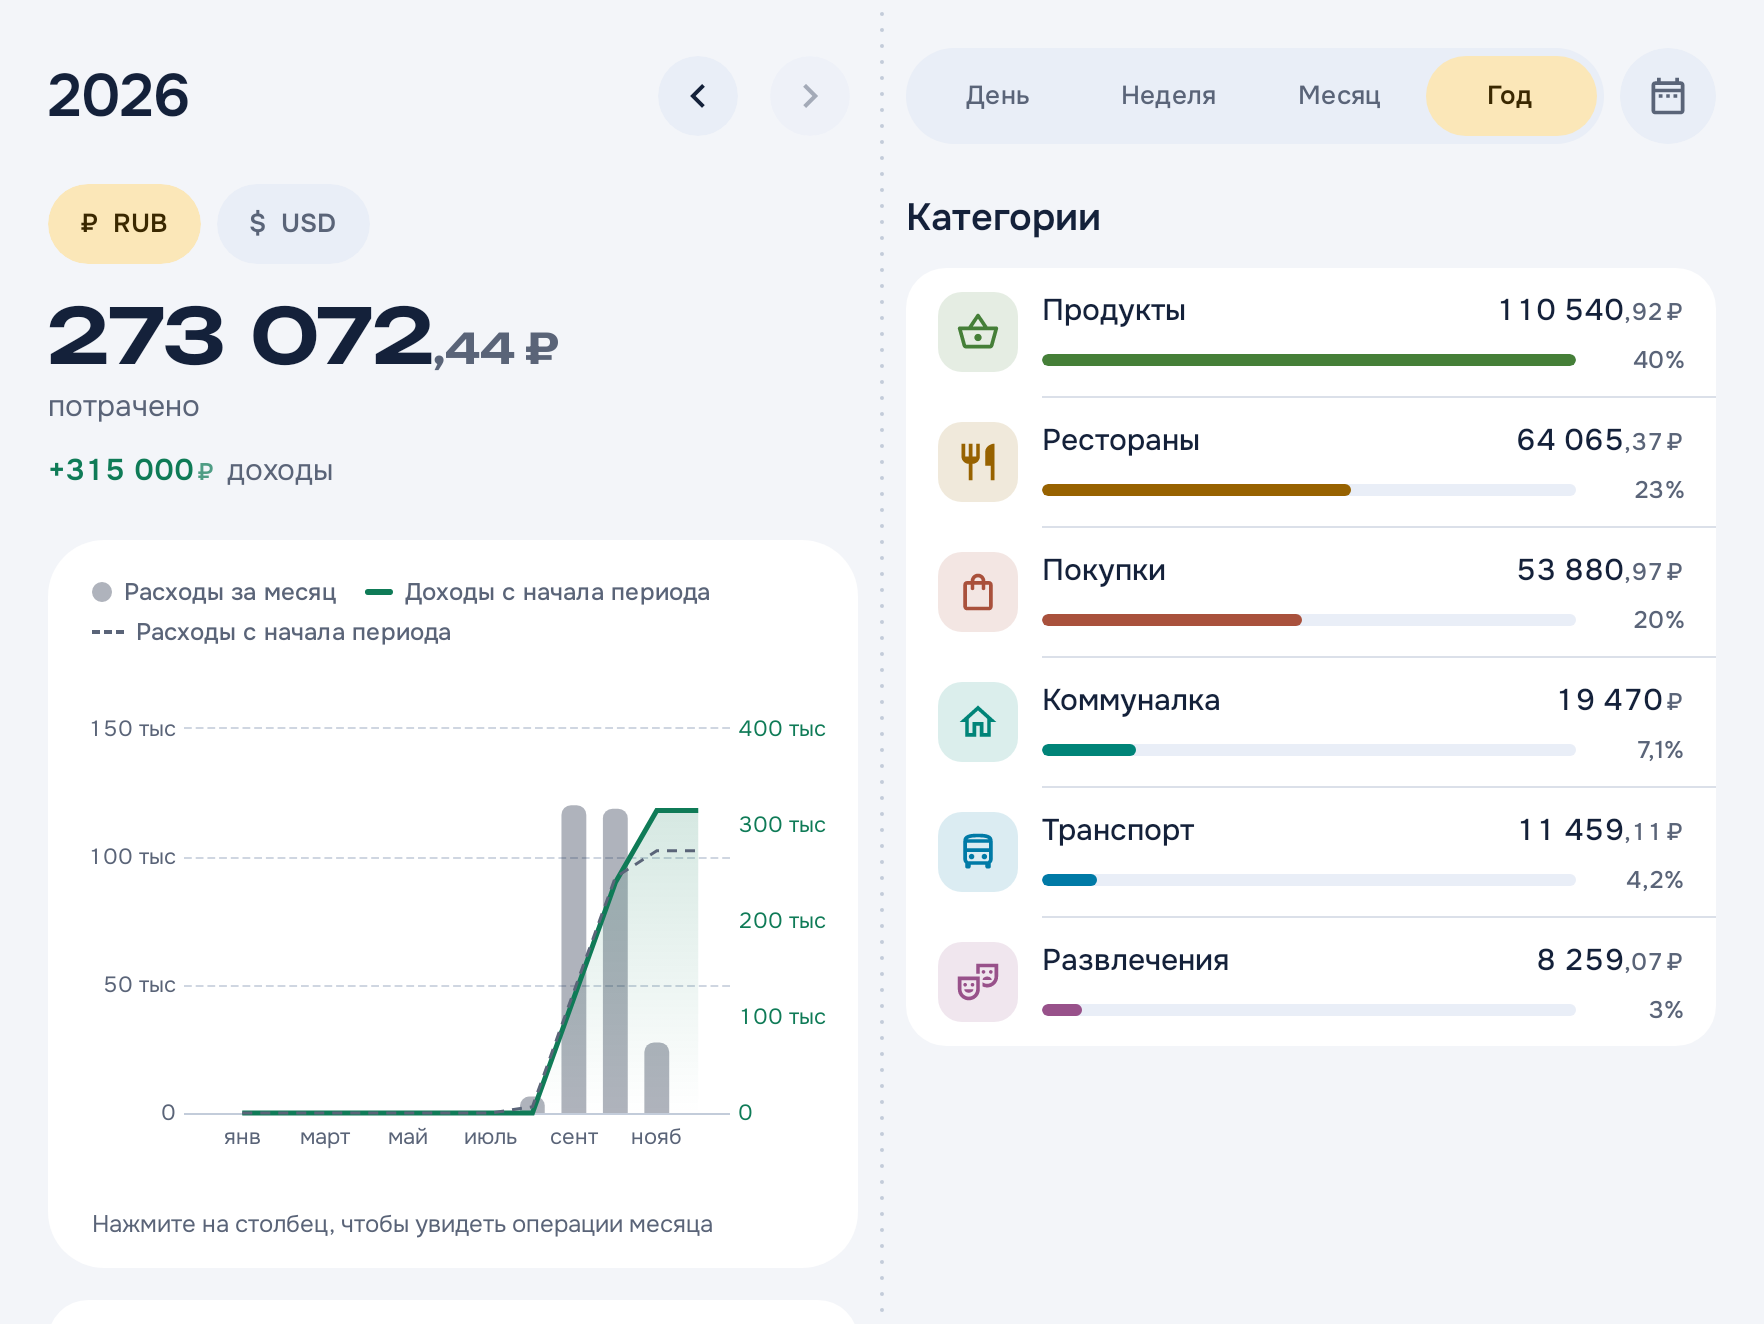 2026
₽ RUB
$ USD
273 072,44 ₽
потрачено
+315 000 ₽ доходы
Расходы за месяц
Доходы с начала периода
Расходы с начала периода
150 тыс
100 тыс
50 тыс
0
400 тыс
300 тыс
200 тыс
100 тыс
0
янв март май июль сент нояб
Нажмите на столбец, чтобы увидеть операции месяца
День Неделя Месяц Год
Категории
Продукты 110 540,92 ₽
40%
Рестораны 64 065,37 ₽
23%
Покупки 53 880,97 ₽
20%
Коммуналка 19 470 ₽
7,1%
Транспорт 11 459,11 ₽
4,2%
Развлечения 8 259,07 ₽
3%